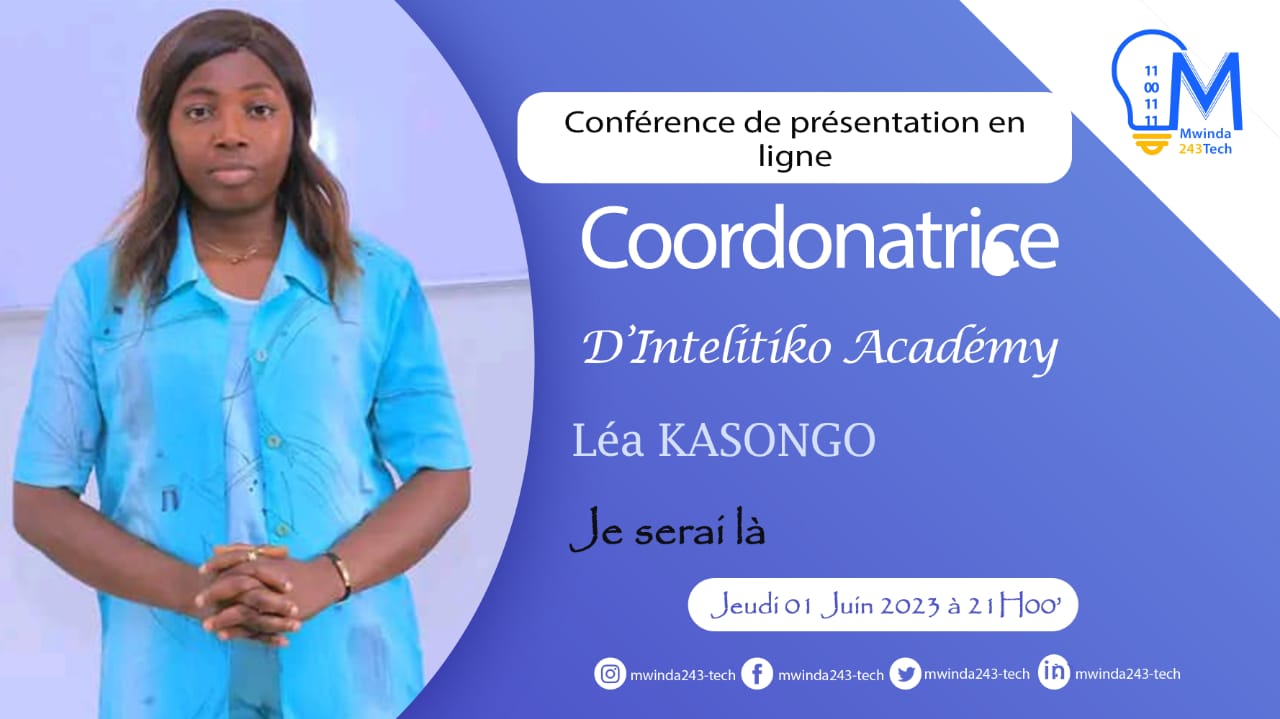 11
00
11
11
M
Mwinda
243Tech
Conférence de présentation en
ligne
Coordonatrice
D'Intelitiko Académy
Léa KASONGO
Je serai là
Jeudi 01 Juin 2023 à 21H00'
mwinda243-tech mwinda243-tech mwinda243-tech mwinda243-tech